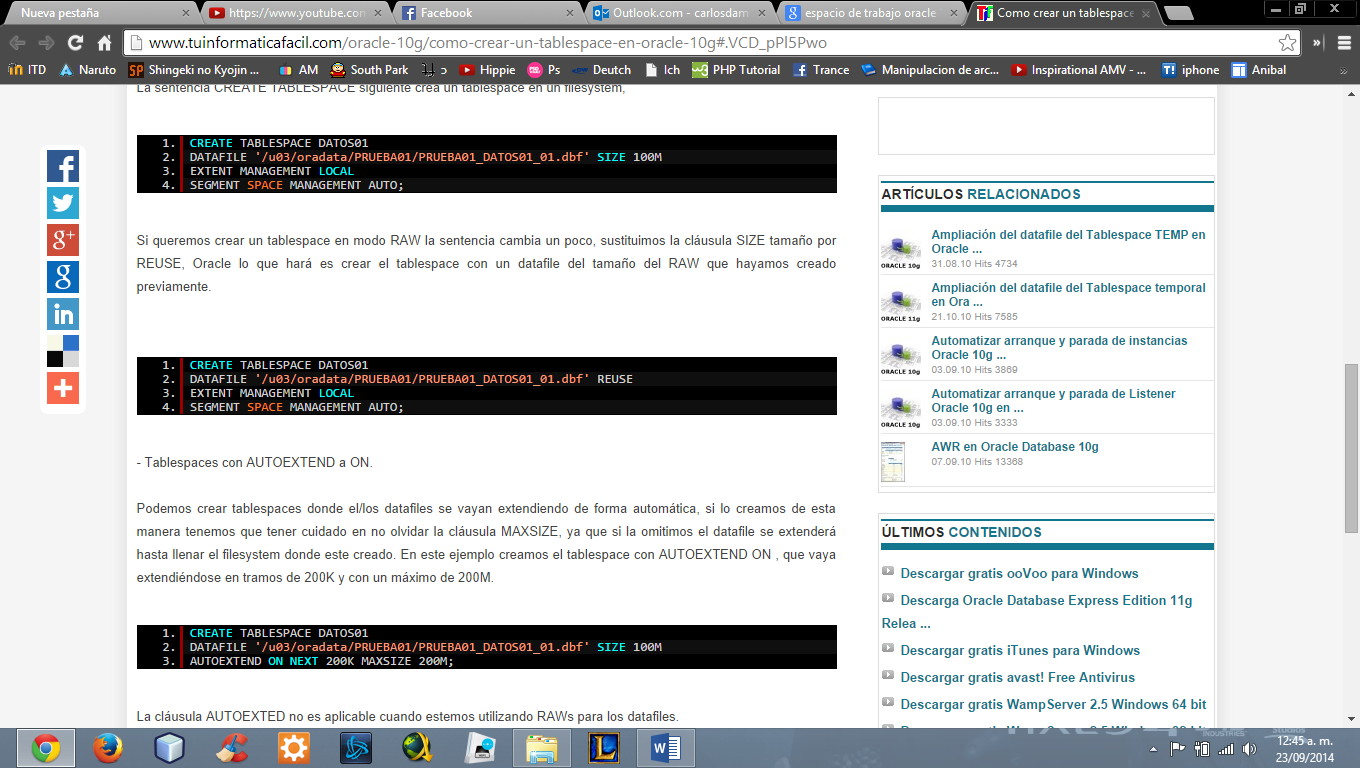 Nueva pestaña
https://www.youtube.com
Facebook
Outlook.com - carlosdam
espacio de trabajo oracle
Como crear un tablespace
www.tuinformaticafacil.com/oracle-10g/como-crear-un-tablespace-en-oracle-10g#.VCD_pPl5Pwo
ITD
Naruto
Shingeki no Kyojin ...
AM
South Park
Hippie
Ps
Deutch
Ich
PHP Tutorial
Trance
Manipulacion de arc...
Inspirational AMV - ...
iphone
Anibal
La sentencia CREATE TABLESPACE siguiente crea un tablespace en un filesystem,
1. CREATE TABLESPACE DATOS01
2. DATAFILE '/u03/oradata/PRUEBA01/PRUEBA01_DATOS01_01.dbf' SIZE 100M
3. EXTENT MANAGEMENT LOCAL
4. SEGMENT SPACE MANAGEMENT AUTO;
Si queremos crear un tablespace en modo RAW la sentencia cambia un poco, sustituimos la cláusula SIZE tamaño por
REUSE, Oracle lo que hará es crear el tablespace con un datafile del tamaño del RAW que hayamos creado
previamente.
1. CREATE TABLESPACE DATOS01
2. DATAFILE '/u03/oradata/PRUEBA01/PRUEBA01_DATOS01_01.dbf' REUSE
3. EXTENT MANAGEMENT LOCAL
4. SEGMENT SPACE MANAGEMENT AUTO;
- Tablespaces con AUTOEXTEND a ON.
Podemos crear tablespaces donde el/los datafiles se vayan extendiendo de forma automática, si lo creamos de esta
manera tenemos que tener cuidado en no olvidar la cláusula MAXSIZE, ya que si la omitimos el datafile se extenderá
hasta llenar el filesystem donde este creado. En este ejemplo creamos el tablespace con AUTOEXTEND ON , que vaya
extendiéndose en tramos de 200K y con un máximo de 200M.
1. CREATE TABLESPACE DATOS01
2. DATAFILE '/u03/oradata/PRUEBA01/PRUEBA01_DATOS01_01.dbf' SIZE 100M
3. AUTOEXTEND ON NEXT 200K MAXSIZE 200M;
La cláusula AUTOEXTED no es aplicable cuando estemos utilizando RAWs para los datafiles.
ARTÍCULOS RELACIONADOS
Ampliación del datafile del Tablespace TEMP en
Oracle ...
31.08.10 Hits 4734
ORACLE 10g
Ampliación del datafile del Tablespace temporal
en Ora ...
21.10.10 Hits 7585
ORACLE 11g
Automatizar arranque y parada de instancias
Oracle 10g ...
03.09.10 Hits 3869
ORACLE 10g
Automatizar arranque y parada de Listener
Oracle 10g en ...
03.09.10 Hits 3333
ORACLE 10g
AWR en Oracle Database 10g
07.09.10 Hits 13368
ÚLTIMOS CONTENIDOS
Descargar gratis ooVoo para Windows
Descarga Oracle Database Express Edition 11g
Relea ...
Descargar gratis iTunes para Windows
Descargar gratis avast! Free Antivirus
Descargar gratis WampServer 2.5 Windows 64 bit
12:45 a. m.
23/09/2014